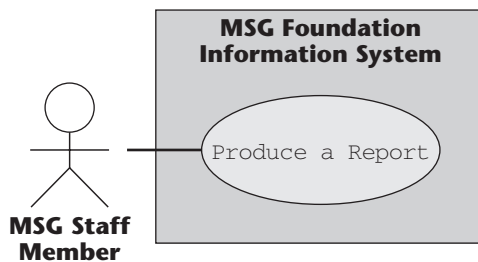 MSG Foundation
Information System
Produce a Report
MSG Staff
Member